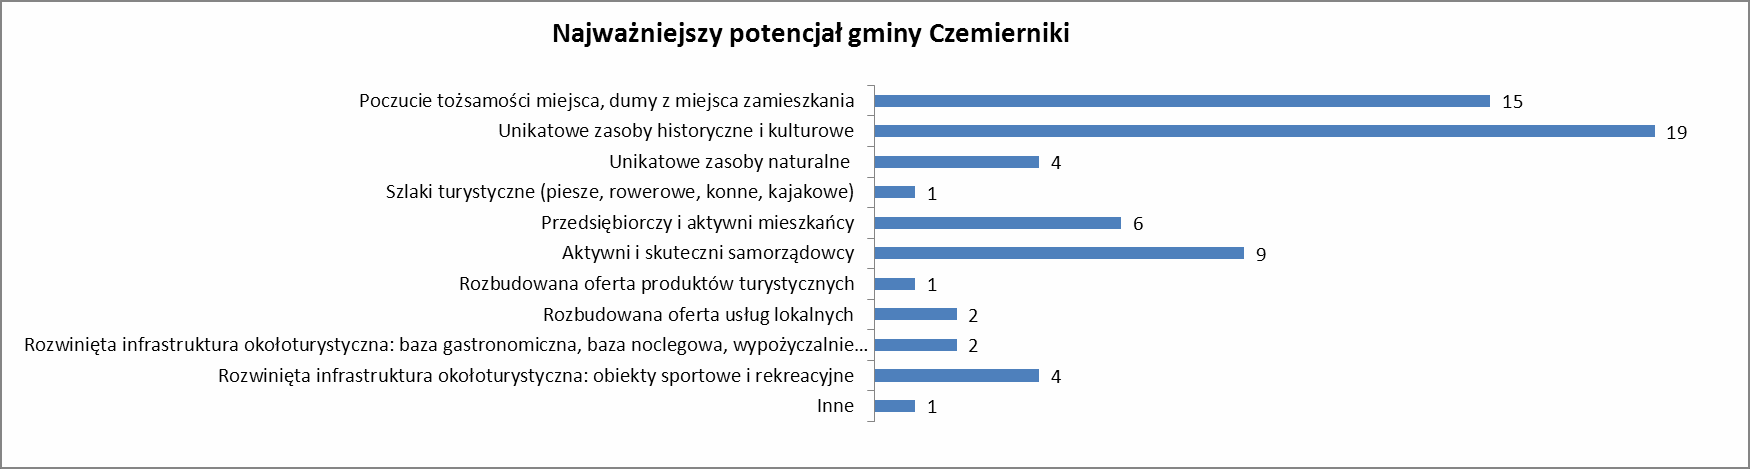 Najważniejszy potencjał gminy Czemierniki
Poczucie tożsamości miejsca, dumy z miejsca zamieszkania 15
Unikatowe zasoby historyczne i kulturowe 19
Unikatowe zasoby naturalne 4
Szlaki turystyczne (piesze, rowerowe, konne, kajakowe) 1
Przedsiębiorczy i aktywni mieszkańcy 6
Aktywni i skuteczni samorządowcy 9
Rozbudowana oferta produktów turystycznych 1
Rozbudowana oferta usług lokalnych 2
Rozwinięta infrastruktura okołoturystyczna: baza gastronomiczna, baza noclegowa, wypożyczalnie... 2
Rozwinięta infrastruktura okołoturystyczna: obiekty sportowe i rekreacyjne 4
Inne 1